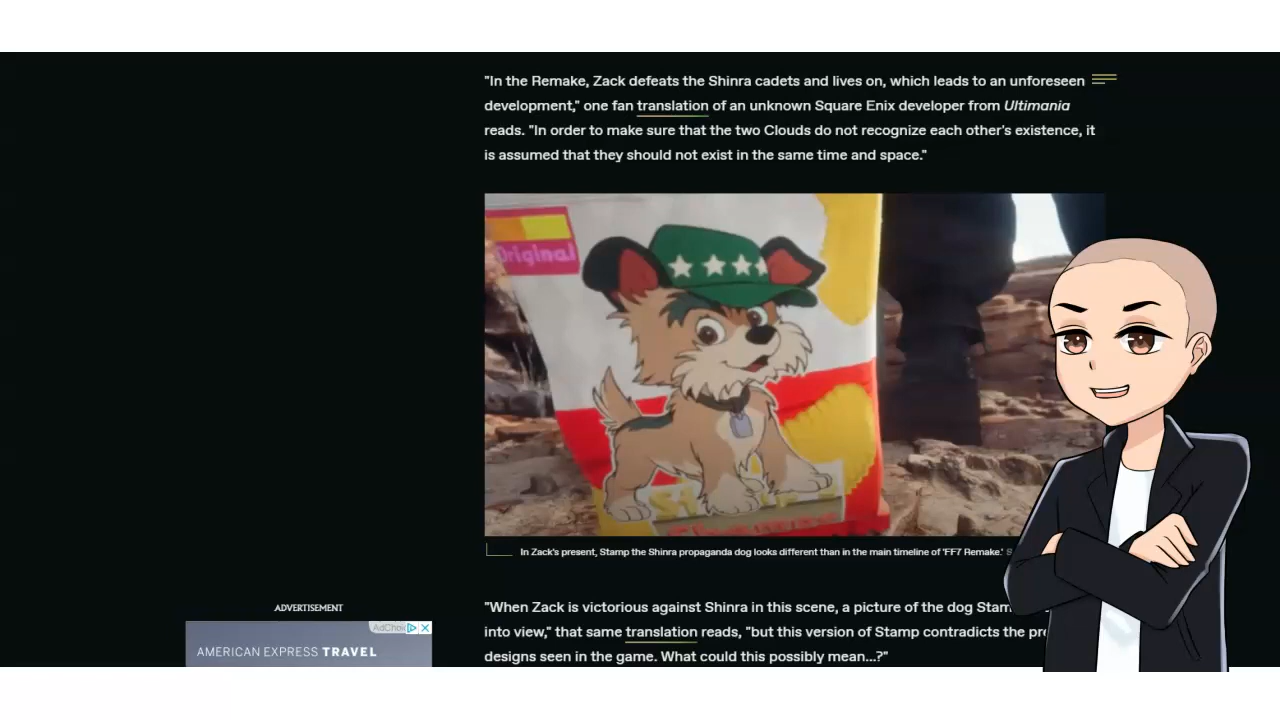 "In the Remake, Zack defeats the Shinra cadets and lives on, which leads to an unforeseen
development," one fan translation of an unknown Square Enix developer from Ultimania
reads. "In order to make sure that the two Clouds do not recognize each other's existence, it
is assumed that they should not exist in the same time and space."
Original
In Zack's present, Stamp the Shinra propaganda dog looks different than in the main timeline of 'FF7 Remake.' S
ADVERTISEMENT
AdChoic
AMERICAN EXPRESS TRAVEL
"When Zack is victorious against Shinra in this scene, a picture of the dog Stam
into view," that same translation reads, "but this version of Stamp contradicts the pre
designs seen in the game. What could this possibly mean...?"